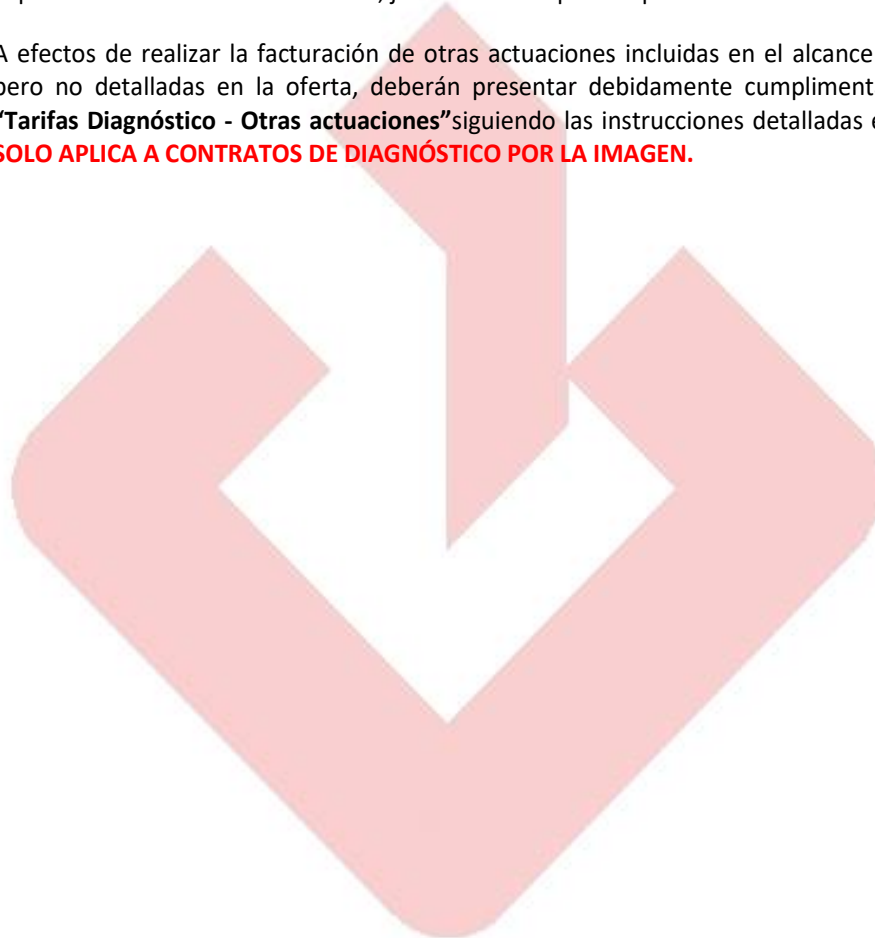 A efectos de realizar la facturación de otras actuaciones incluidas en el alcance
pero no detalladas en la oferta, deberán presentar debidamente cumpliment
“Tarifas Diagnóstico - Otras actuaciones”siguiendo las instrucciones detalladas e
SOLO APLICA A CONTRATOS DE DIAGNÓSTICO POR LA IMAGEN.